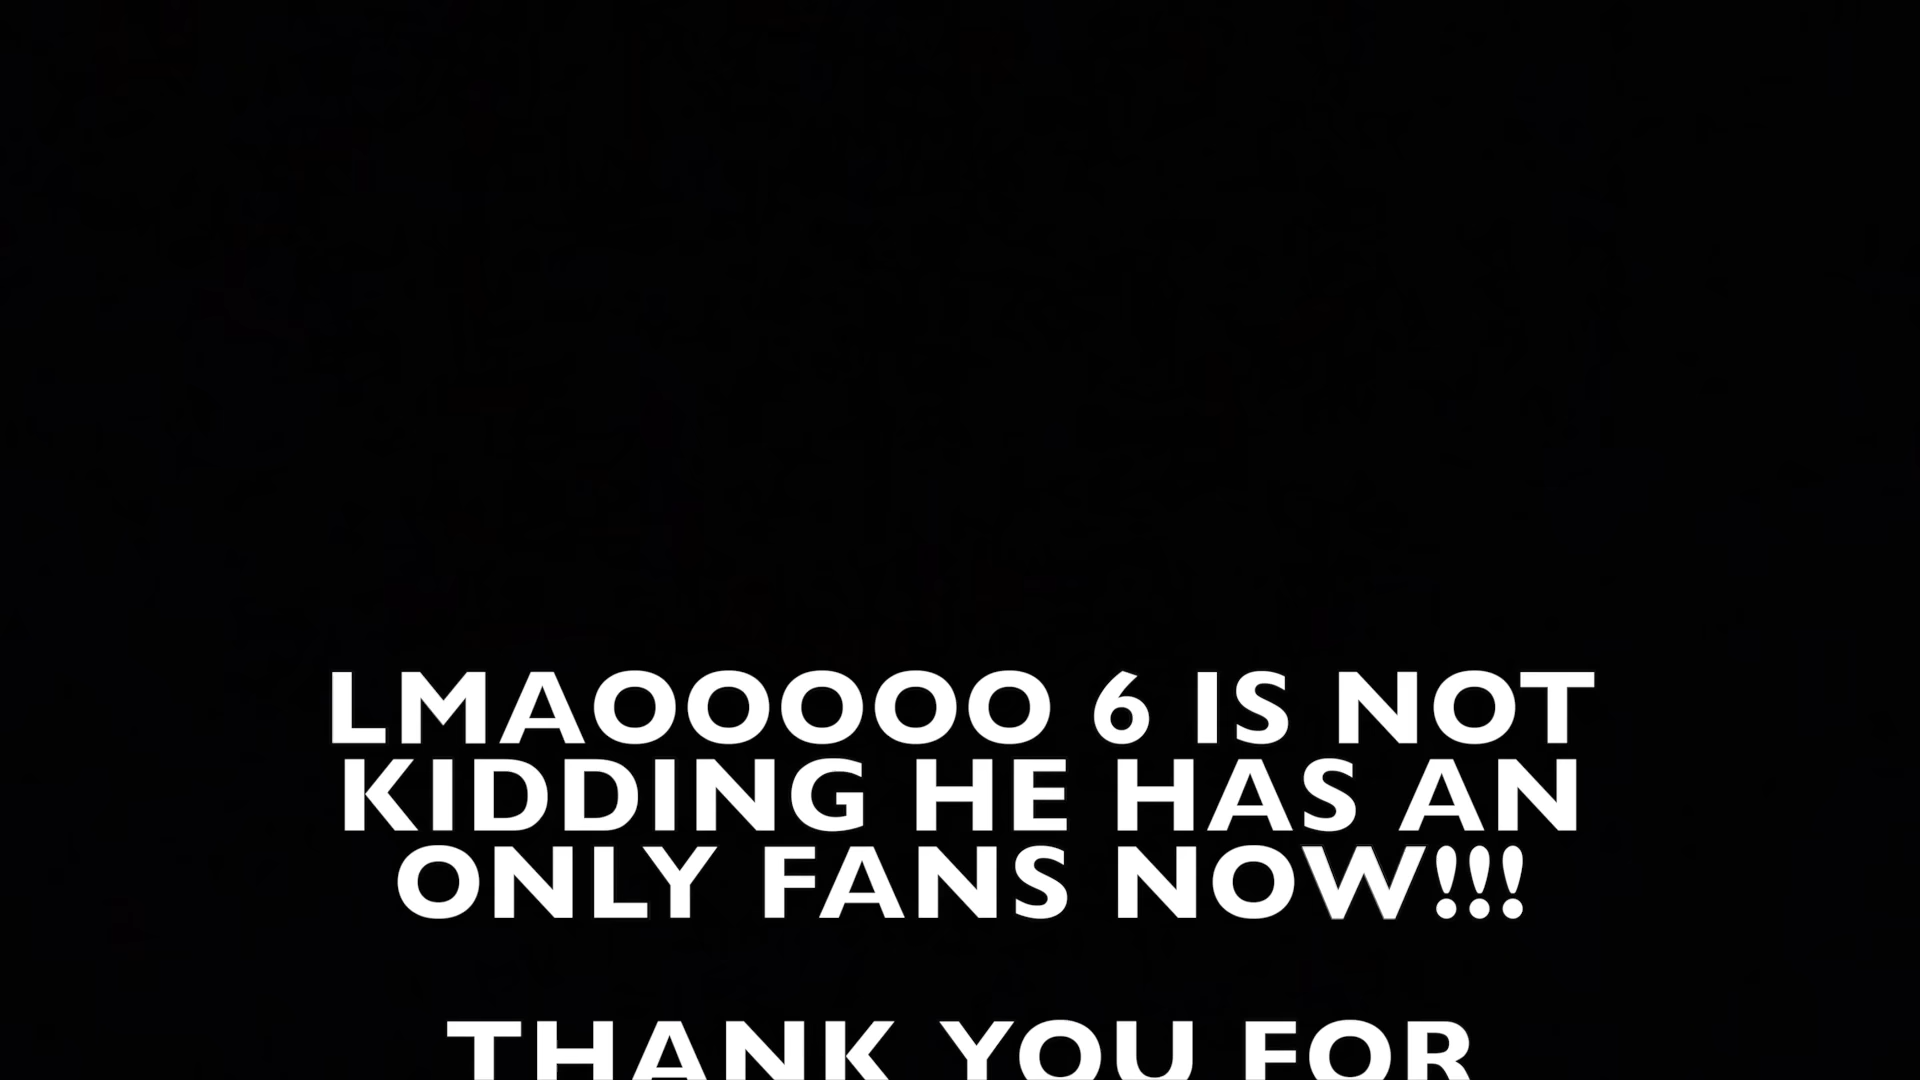 LMAOOOOO 6 IS NOT
KIDDING HE HAS AN
ONLY FANS NOW!!!
THANK YOU FOR